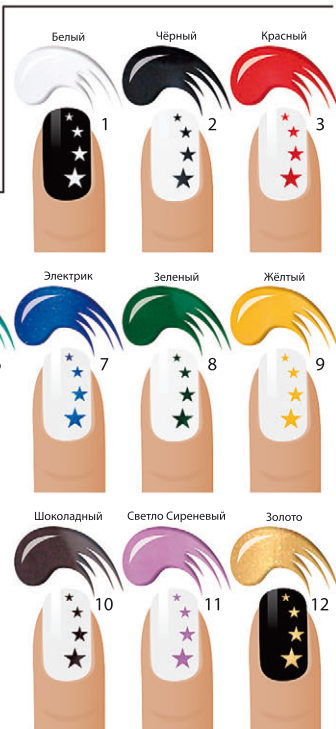 Белый Чёрный Красный
1 2 3
Электрик Зеленый Жёлтый
7 8 9
Шоколадный Светло Сиреневый Золото
10 11 12